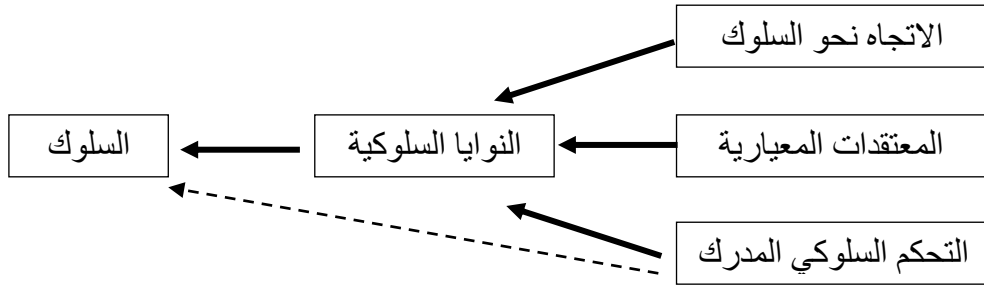 الاتجاه نحو السلوك
المعتقدات المعيارية
النوايا السلوكية
السلوك
التحكم السلوكي المدرك